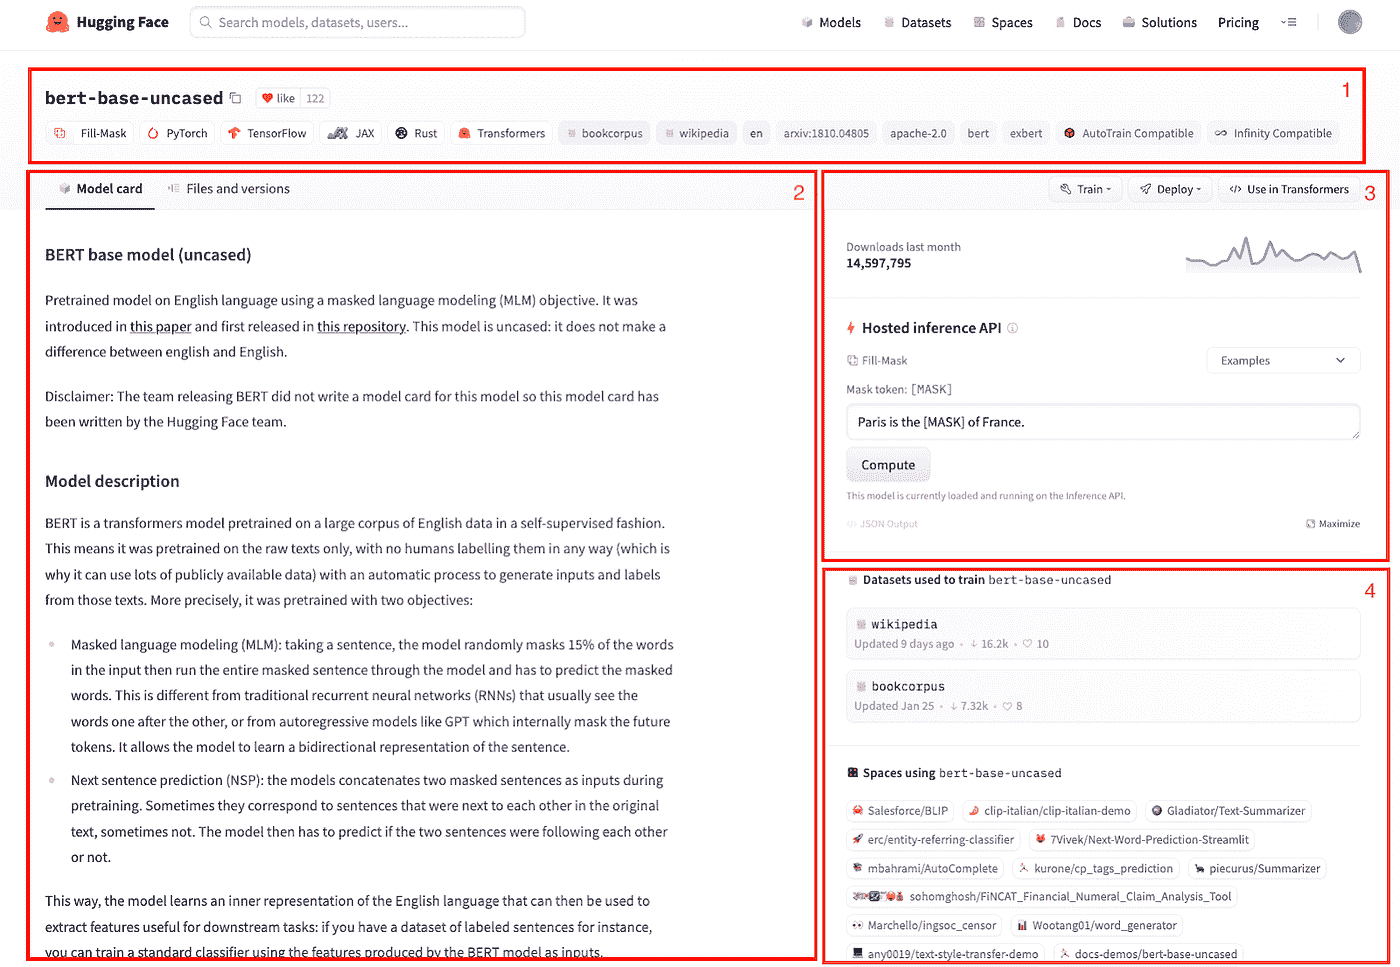 Hugging Face
Search models, datasets, users...
Models
Datasets
Spaces
Docs
Solutions
Pricing
1
bert-base-uncased
like 122
Fill-Mask
PyTorch
TensorFlow
JAX
Rust
Transformers
bookcorpus
wikipedia
en
arxiv:1810.04805
apache-2.0
bert
exbert
AutoTrain Compatible
Infinity Compatible
2
Model card
Files and versions
BERT base model (uncased)
Pretrained model on English language using a masked language modeling (MLM) objective. It was
introduced in this paper and first released in this repository. This model is uncased: it does not make a
difference between english and English.
Disclaimer: The team releasing BERT did not write a model card for this model so this model card has
been written by the Hugging Face team.
Model description
BERT is a transformers model pretrained on a large corpus of English data in a self-supervised fashion.
This means it was pretrained on the raw texts only, with no humans labelling them in any way (which is
why it can use lots of publicly available data) with an automatic process to generate inputs and labels
from those texts. More precisely, it was pretrained with two objectives:
Masked language modeling (MLM): taking a sentence, the model randomly masks 15% of the words
in the input then run the entire masked sentence through the model and has to predict the masked
words. This is different from traditional recurrent neural networks (RNNs) that usually see the
words one after the other, or from autoregressive models like GPT which internally mask the future
tokens. It allows the model to learn a bidirectional representation of the sentence.
Next sentence prediction (NSP): the models concatenates two masked sentences as inputs during
pretraining. Sometimes they correspond to sentences that were next to each other in the original
text, sometimes not. The model then has to predict if the two sentences were following each other
or not.
This way, the model learns an inner representation of the English language that can then be used to
extract features useful for downstream tasks: if you have a dataset of labeled sentences for instance,
you can train a standard classifier using the features produced by the BERT model as inputs.
3
Train
Deploy
</> Use in Transformers
Downloads last month
14,597,795
Hosted inference API
Fill-Mask
Examples
Mask token: [MASK]
Paris is the [MASK] of France.
Compute
This model is currently loaded and running on the Inference API.
</> JSON Output
Maximize
4
Datasets used to train bert-base-uncased
wikipedia
Updated 9 days ago • ↓ 16.2k • ♡ 10
bookcorpus
Updated Jan 25 • ↓ 7.32k • ♡ 8
Spaces using bert-base-uncased
Salesforce/BLIP
clip-italian/clip-italian-demo
Gladiator/Text-Summarizer
erc/entity-referring-classifier
7Vivek/Next-Word-Prediction-Streamlit
mbahrami/AutoComplete
kurone/cp_tags_prediction
piecurus/Summarizer
sohomghosh/FiNCAT_Financial_Numeral_Claim_Analysis_Tool
Marchello/ingsoc_censor
Wootang01/word_generator
any0019/text-style-transfer-demo
docs-demos/bert-base-uncased